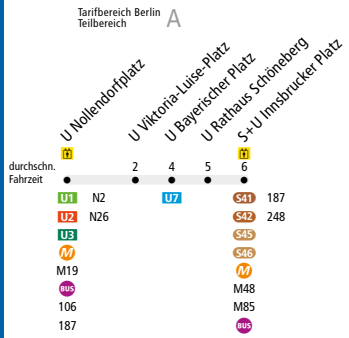 Tarifbereich Berlin
Teilbereich
A
U Nollendorfplatz
U Viktoria-Luise-Platz
U Bayerischer Platz
U Rathaus Schöneberg
S+U Innsbrucker Platz
durchschn.
Fahrzeit
2 4 5 6
U1 N2 U7 S41 187
U2 N26 S42 248
U3 S45
M S46
M19 M
BUS M48
106 M85
187 BUS